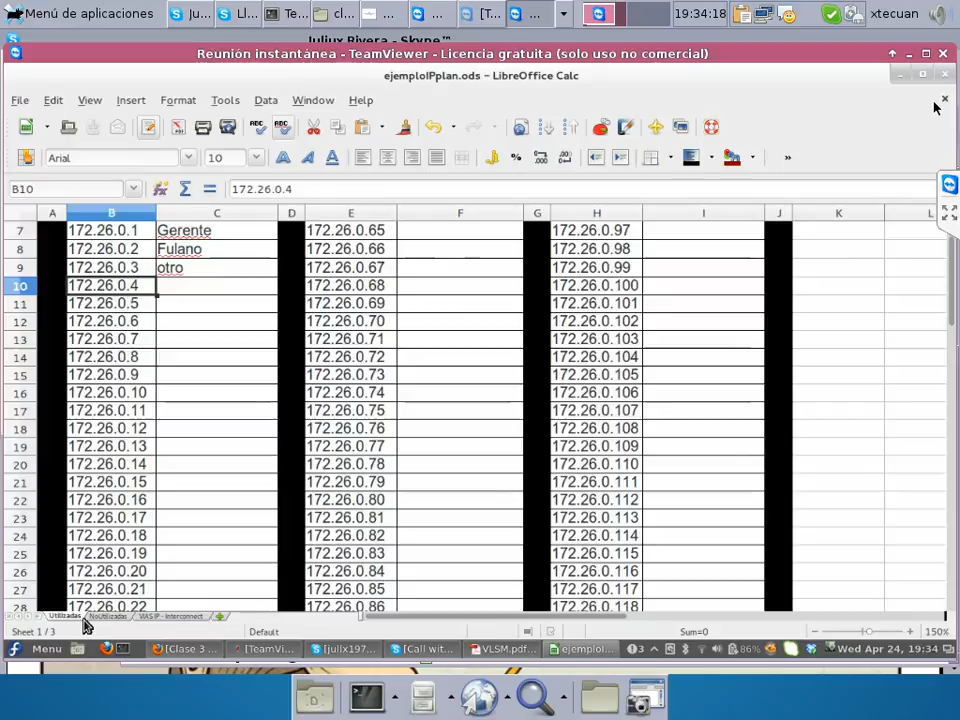 Menú de aplicaciones
Ju...
L...
Te...
cl...
...
...
[T...
...
19:34:18
xtecuan
Juliux Rivera - Skype™
Reunión instantánea - TeamViewer - Licencia gratuita (solo uso no comercial)
ejemploIPplan.ods - LibreOffice Calc
File Edit View Insert Format Tools Data Window Help
Arial 10
B10 172.26.0.4
A B C D E F G H I J K L
7 172.26.0.1 Gerente 172.26.0.65 172.26.0.97
8 172.26.0.2 Fulano 172.26.0.66 172.26.0.98
9 172.26.0.3 otro 172.26.0.67 172.26.0.99
10 172.26.0.4 172.26.0.68 172.26.0.100
11 172.26.0.5 172.26.0.69 172.26.0.101
12 172.26.0.6 172.26.0.70 172.26.0.102
13 172.26.0.7 172.26.0.71 172.26.0.103
14 172.26.0.8 172.26.0.72 172.26.0.104
15 172.26.0.9 172.26.0.73 172.26.0.105
16 172.26.0.10 172.26.0.74 172.26.0.106
17 172.26.0.11 172.26.0.75 172.26.0.107
18 172.26.0.12 172.26.0.76 172.26.0.108
19 172.26.0.13 172.26.0.77 172.26.0.109
20 172.26.0.14 172.26.0.78 172.26.0.110
21 172.26.0.15 172.26.0.79 172.26.0.111
22 172.26.0.16 172.26.0.80 172.26.0.112
23 172.26.0.17 172.26.0.81 172.26.0.113
24 172.26.0.18 172.26.0.82 172.26.0.114
25 172.26.0.19 172.26.0.83 172.26.0.115
26 172.26.0.20 172.26.0.84 172.26.0.116
27 172.26.0.21 172.26.0.85 172.26.0.117
28 172.26.0.22 172.26.0.86 172.26.0.118
Utilizadas NoUtilizadas VIAS IP - Interconnect
Sheet 1 / 3 Default Sum=0 150%
Menu [Clase 3 ... [TeamVi... [julix197... [Call wit... VLSM.pdf... ejemplol... 3 86% Wed Apr 24, 19:34